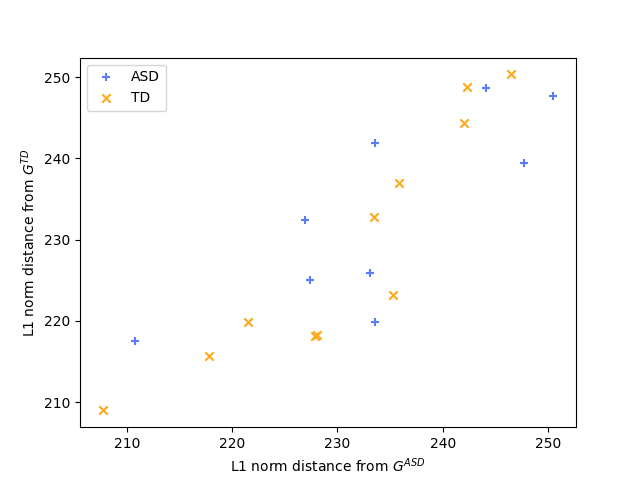 ASD
TD
250
240
230
220
210
L1 norm distance from G^{TD}
210
220
230
240
250
L1 norm distance from G^{ASD}